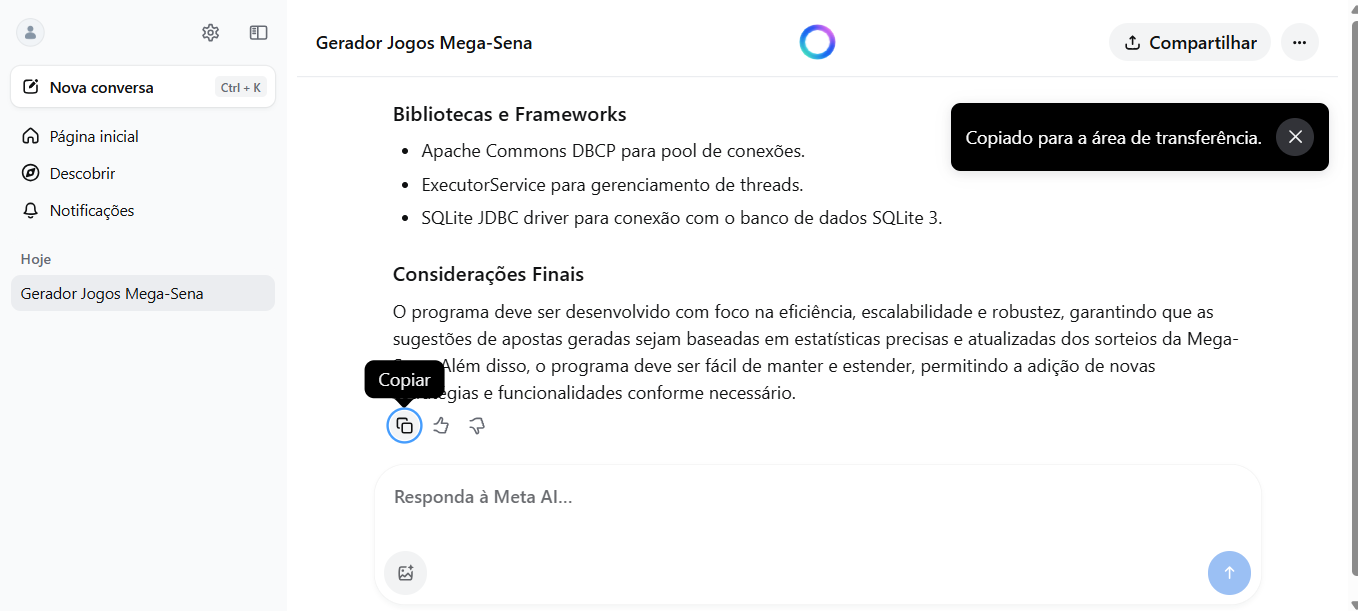 Gerador Jogos Mega-Sena
Compartilhar
Nova conversa
Ctrl + K
Página inicial
Descobrir
Notificações
Hoje
Gerador Jogos Mega-Sena
Bibliotecas e Frameworks
Copiado para a área de transferência.
• Apache Commons DBCP para pool de conexões.
• ExecutorService para gerenciamento de threads.
• SQLite JDBC driver para conexão com o banco de dados SQLite 3.
Considerações Finais
O programa deve ser desenvolvido com foco na eficiência, escalabilidade e robustez, garantindo que as
sugestões de apostas geradas sejam baseadas em estatísticas precisas e atualizadas dos sorteios da Mega-
Além disso, o programa deve ser fácil de manter e estender, permitindo a adição de novas
e funcionalidades conforme necessário.
Copiar
Responda à Meta AI...